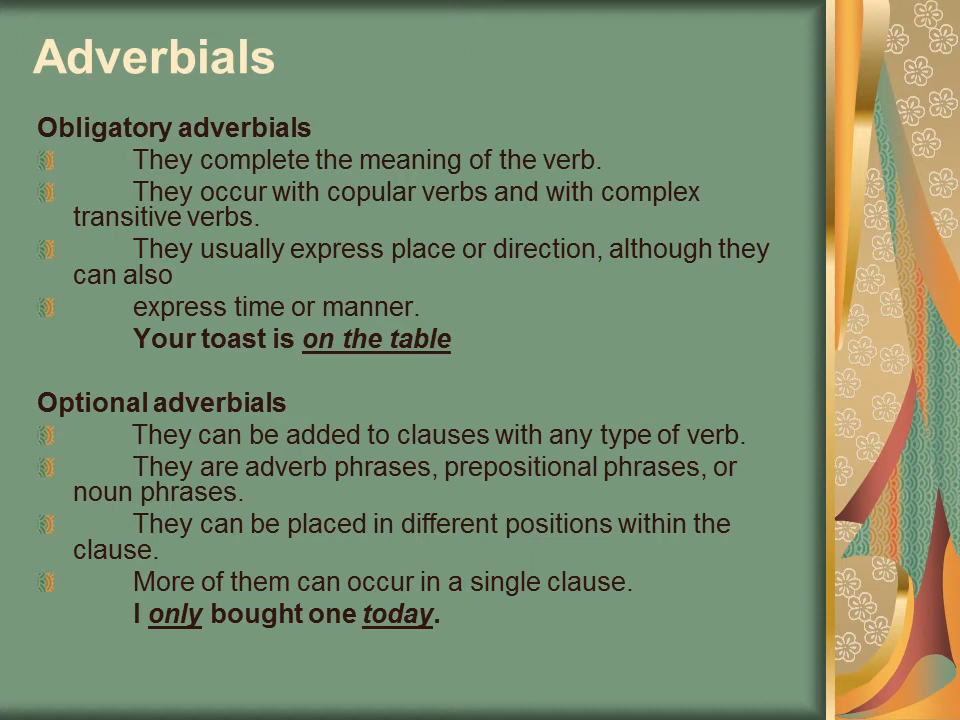 Adverbials
Obligatory adverbials
They complete the meaning of the verb.
They occur with copular verbs and with complex
transitive verbs.
They usually express place or direction, although they
can also
express time or manner.
Your toast is on the table
Optional adverbials
They can be added to clauses with any type of verb.
They are adverb phrases, prepositional phrases, or
noun phrases.
They can be placed in different positions within the
clause.
More of them can occur in a single clause.
I only bought one today.